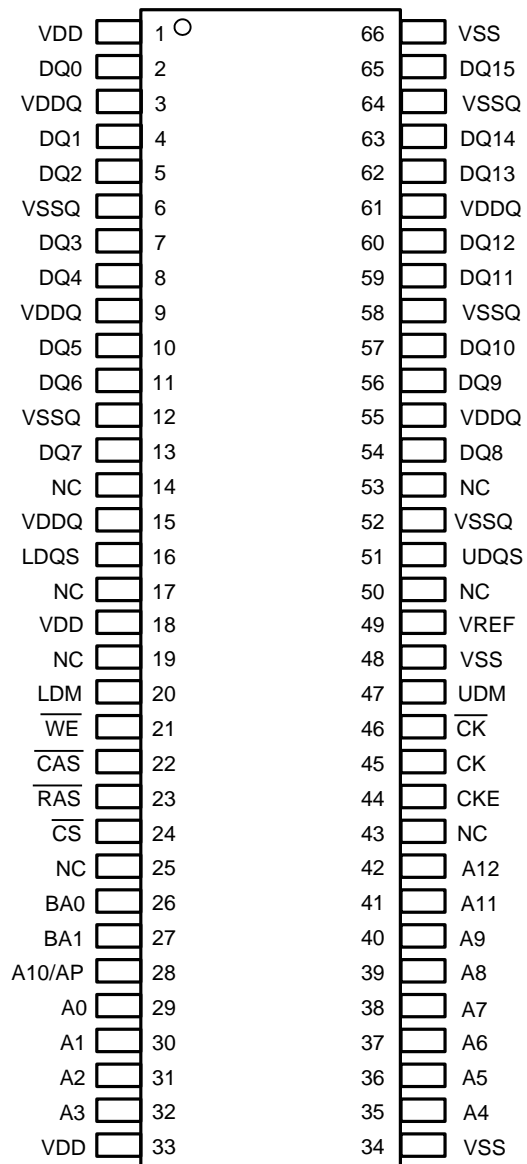 VDD 1 66 VSS
DQ0 2 65 DQ15
VDDQ 3 64 VSSQ
DQ1 4 63 DQ14
DQ2 5 62 DQ13
VSSQ 6 61 VDDQ
DQ3 7 60 DQ12
DQ4 8 59 DQ11
VDDQ 9 58 VSSQ
DQ5 10 57 DQ10
DQ6 11 56 DQ9
VSSQ 12 55 VDDQ
DQ7 13 54 DQ8
NC 14 53 NC
VDDQ 15 52 VSSQ
LDQS 16 51 UDQS
NC 17 50 NC
VDD 18 49 VREF
NC 19 48 VSS
LDM 20 47 UDM
W̅E̅ 21 46 C̅K̅
C̅A̅S̅ 22 45 CK
R̅A̅S̅ 23 44 CKE
C̅S̅ 24 43 NC
NC 25 42 A12
BA0 26 41 A11
BA1 27 40 A9
A10/AP 28 39 A8
A0 29 38 A7
A1 30 37 A6
A2 31 36 A5
A3 32 35 A4
VDD 33 34 VSS